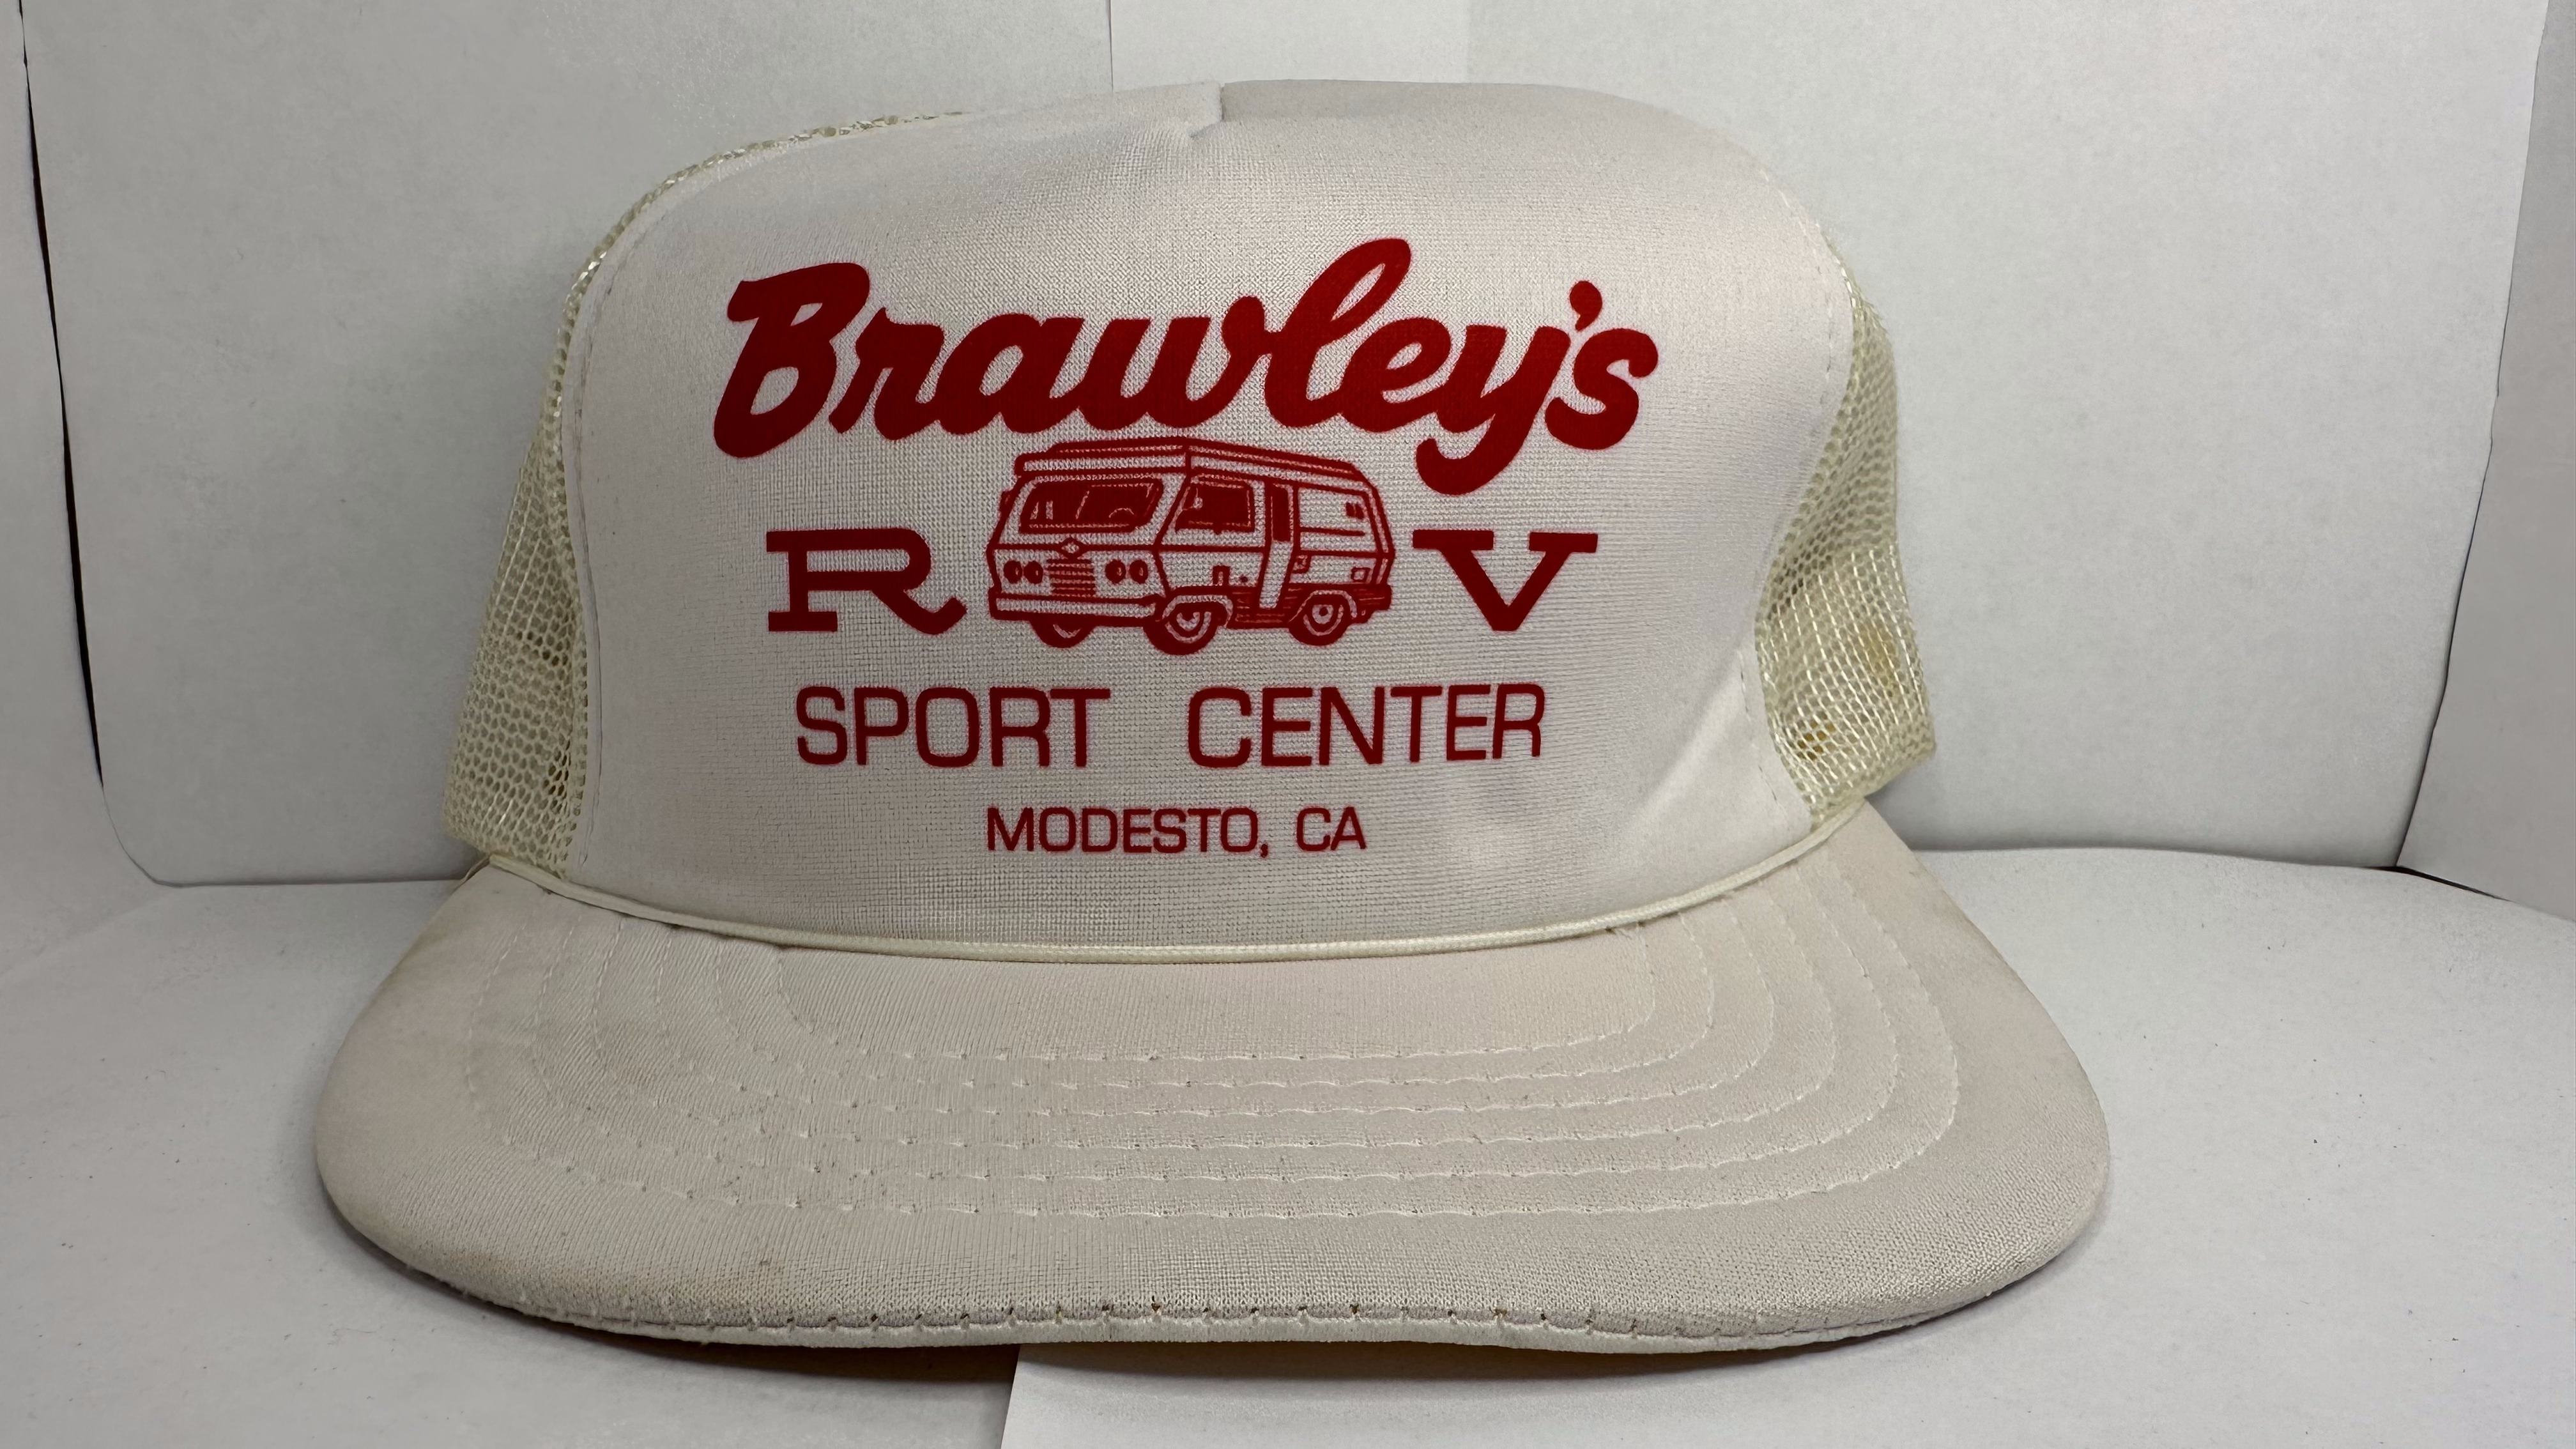 Brawley's
R V
SPORT CENTER
MODESTO, CA